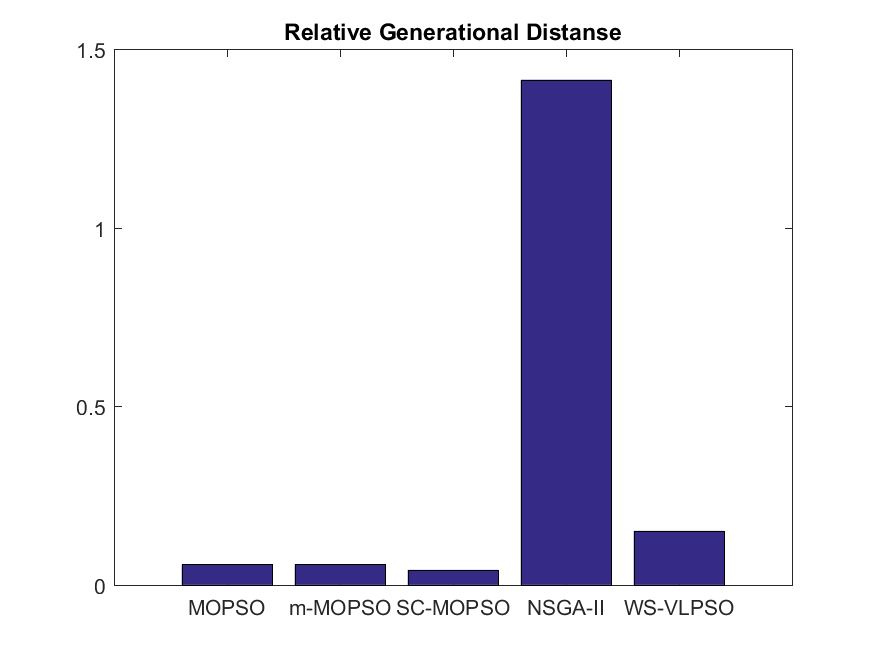 Relative Generational Distanse
1.5
1
0.5
0
MOPSO m-MOPSO SC-MOPSO NSGA-II WS-VLPSO